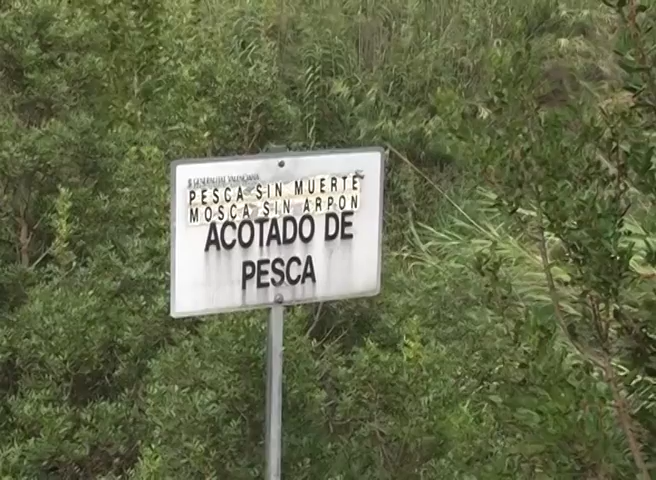 GENERALITAT VALENCIANA
PESCA SIN MUERTE
MOSCA SIN ARPON
ACOTADO DE
PESCA